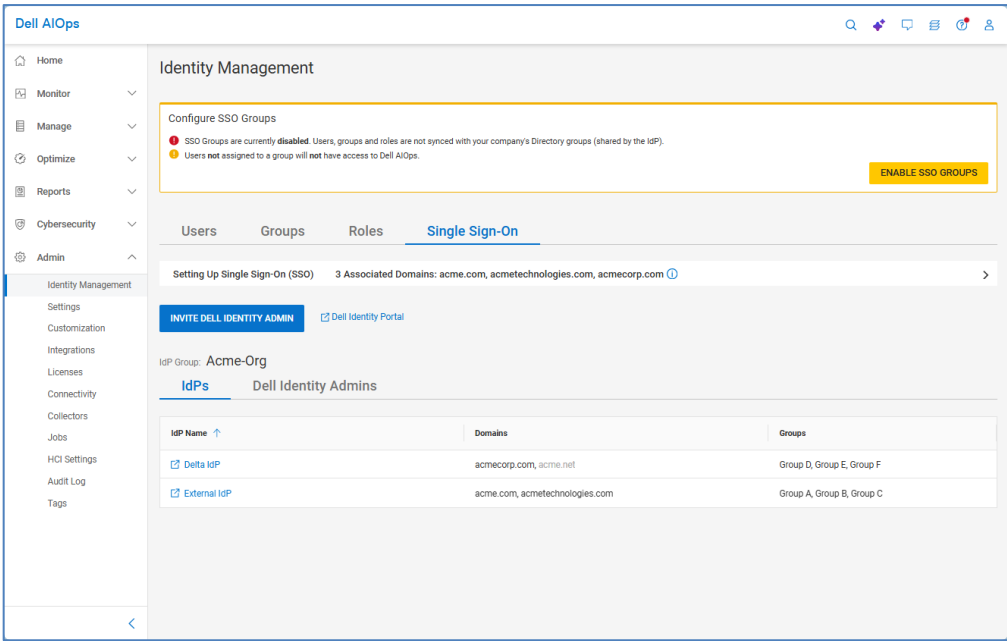 Dell AIOps
Home
Monitor
Manage
Optimize
Reports
Cybersecurity
Admin
Identity Management
Settings
Customization
Integrations
Licenses
Connectivity
Collectors
Jobs
HCI Settings
Audit Log
Tags
Identity Management
Configure SSO Groups
SSO Groups are currently disabled. Users, groups and roles are not synced with your company's Directory groups (shared by the IdP).
Users not assigned to a group will not have access to Dell AIOps.
ENABLE SSO GROUPS
Users Groups Roles Single Sign-On
Setting Up Single Sign-On (SSO) 3 Associated Domains: acme.com, acmetechnologies.com, acmecorp.com
INVITE DELL IDENTITY ADMIN Dell Identity Portal
IdP Group: Acme-Org
IdPs Dell Identity Admins
IdP Name Domains Groups
Delta IdP acmecorp.com, acme.net Group D, Group E, Group F
External IdP acme.com, acmetechnologies.com Group A, Group B, Group C